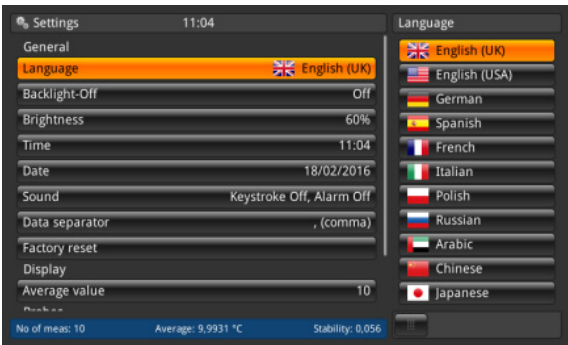 Settings 11:04
General
Language English (UK)
Backlight-Off Off
Brightness 60%
Time 11:04
Date 18/02/2016
Sound Keystroke Off, Alarm Off
Data separator , (comma)
Factory reset
Display
Average value 10
No of meas: 10 Average: 9,9931 °C Stability: 0,056
Language
English (UK)
English (USA)
German
Spanish
French
Italian
Polish
Russian
Arabic
Chinese
Japanese